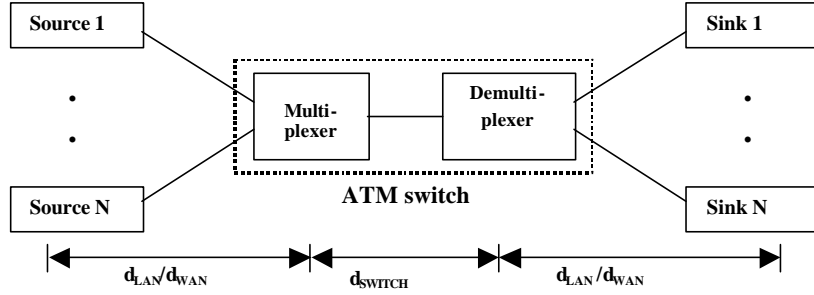 Source 1
Sink 1
Multi-
plexer
Demulti-
plexer
ATM switch
Source N
Sink N
dLAN/dWAN
dSWITCH
dLAN/dWAN